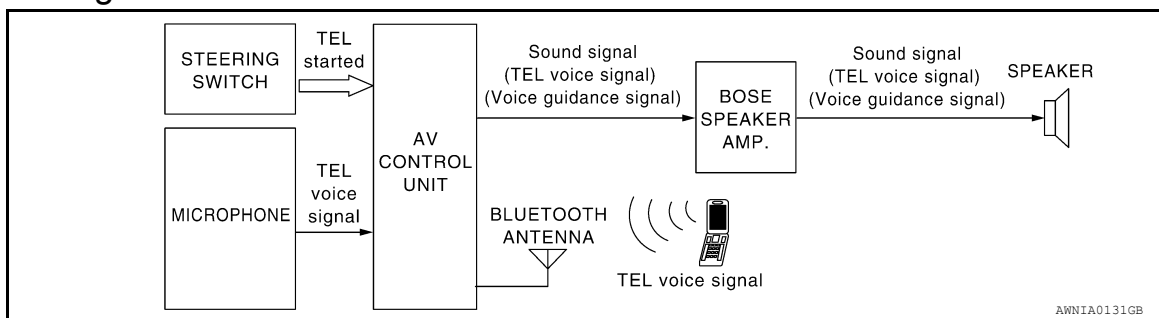 STEERING
SWITCH
TEL
started
MICROPHONE
TEL
voice
signal
AV
CONTROL
UNIT
Sound signal
(TEL voice signal)
(Voice guidance signal)
BOSE
SPEAKER
AMP.
Sound signal
(TEL voice signal)
(Voice guidance signal)
SPEAKER
BLUETOOTH
ANTENNA
TEL voice signal
AWNIA0131GB